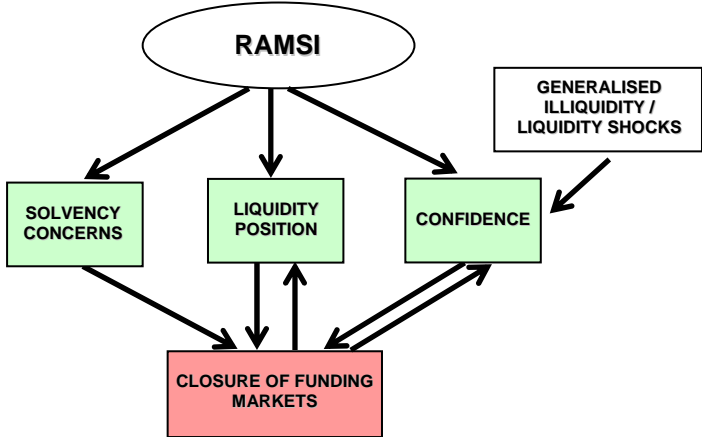 RAMSI
GENERALISED
ILLIQUIDITY /
LIQUIDITY SHOCKS
SOLVENCY
CONCERNS
LIQUIDITY
POSITION
CONFIDENCE
CLOSURE OF FUNDING
MARKETS